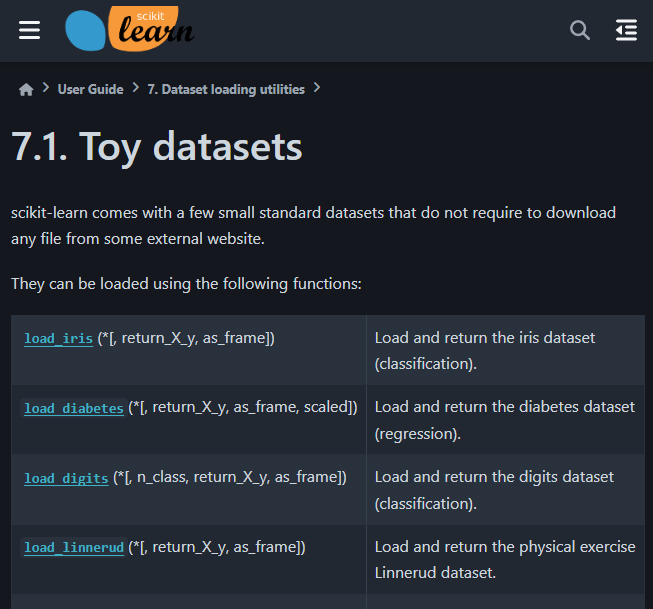 scikit
learn
User Guide
7. Dataset loading utilities
7.1. Toy datasets
scikit-learn comes with a few small standard datasets that do not require to download
any file from some external website.
They can be loaded using the following functions:
load_iris (*[, return_X_y, as_frame])
Load and return the iris dataset
(classification).
load_diabetes (*[, return_X_y, as_frame, scaled])
Load and return the diabetes dataset
(regression).
load_digits (*[, n_class, return_X_y, as_frame])
Load and return the digits dataset
(classification).
load_linnerud (*[, return_X_y, as_frame])
Load and return the physical exercise
Linnerud dataset.